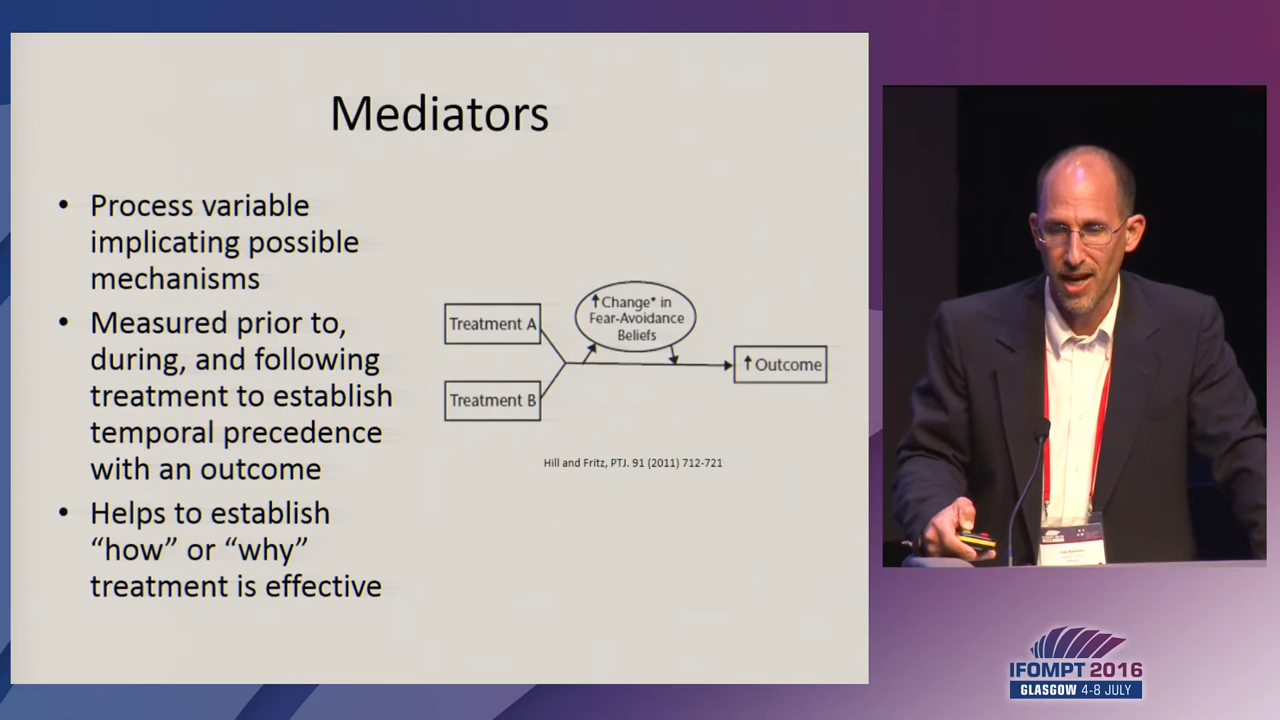 Mediators
• Process variable
implicating possible
mechanisms
• Measured prior to,
during, and following
treatment to establish
temporal precedence
with an outcome
• Helps to establish
“how” or “why”
treatment is effective
Treatment A
Treatment B
↑Change* in
Fear-Avoidance
Beliefs
↑Outcome
Hill and Fritz, PTJ. 91 (2011) 712-721
IFOMPT 2016
GLASGOW 4-8 JULY